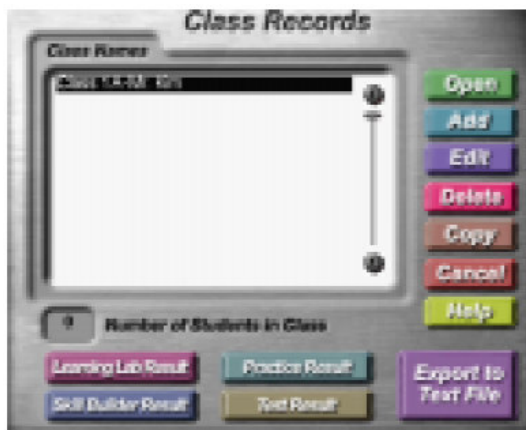 Class Records
Class Names
Open
Add
Edit
Delete
Copy
Cancel
Help
Number of Students in Class
Learning Lab Result
Practice Result
Export to
Text File
Skill Builder Result
Test Result